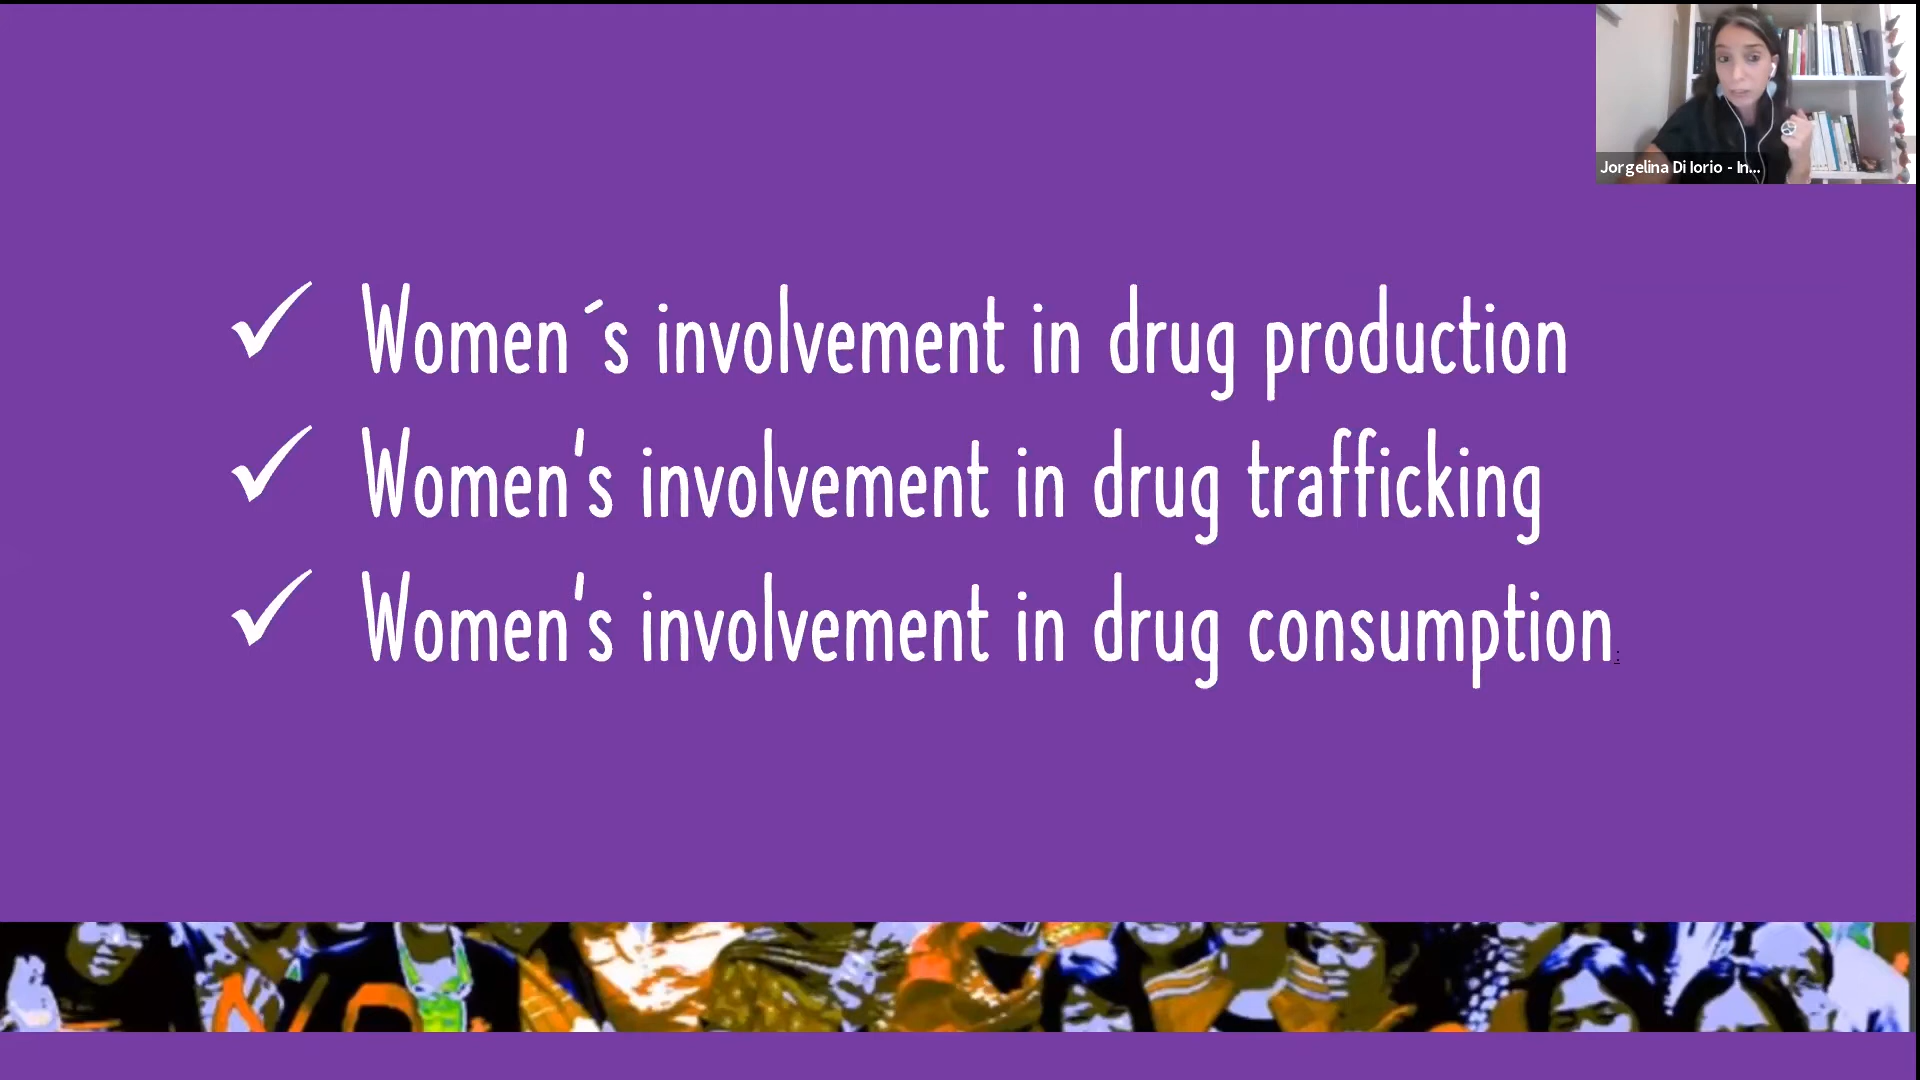 Jorgelina Di Iorio - In...
✓ Women´s involvement in drug production
✓ Women's involvement in drug trafficking
✓ Women's involvement in drug consumption: